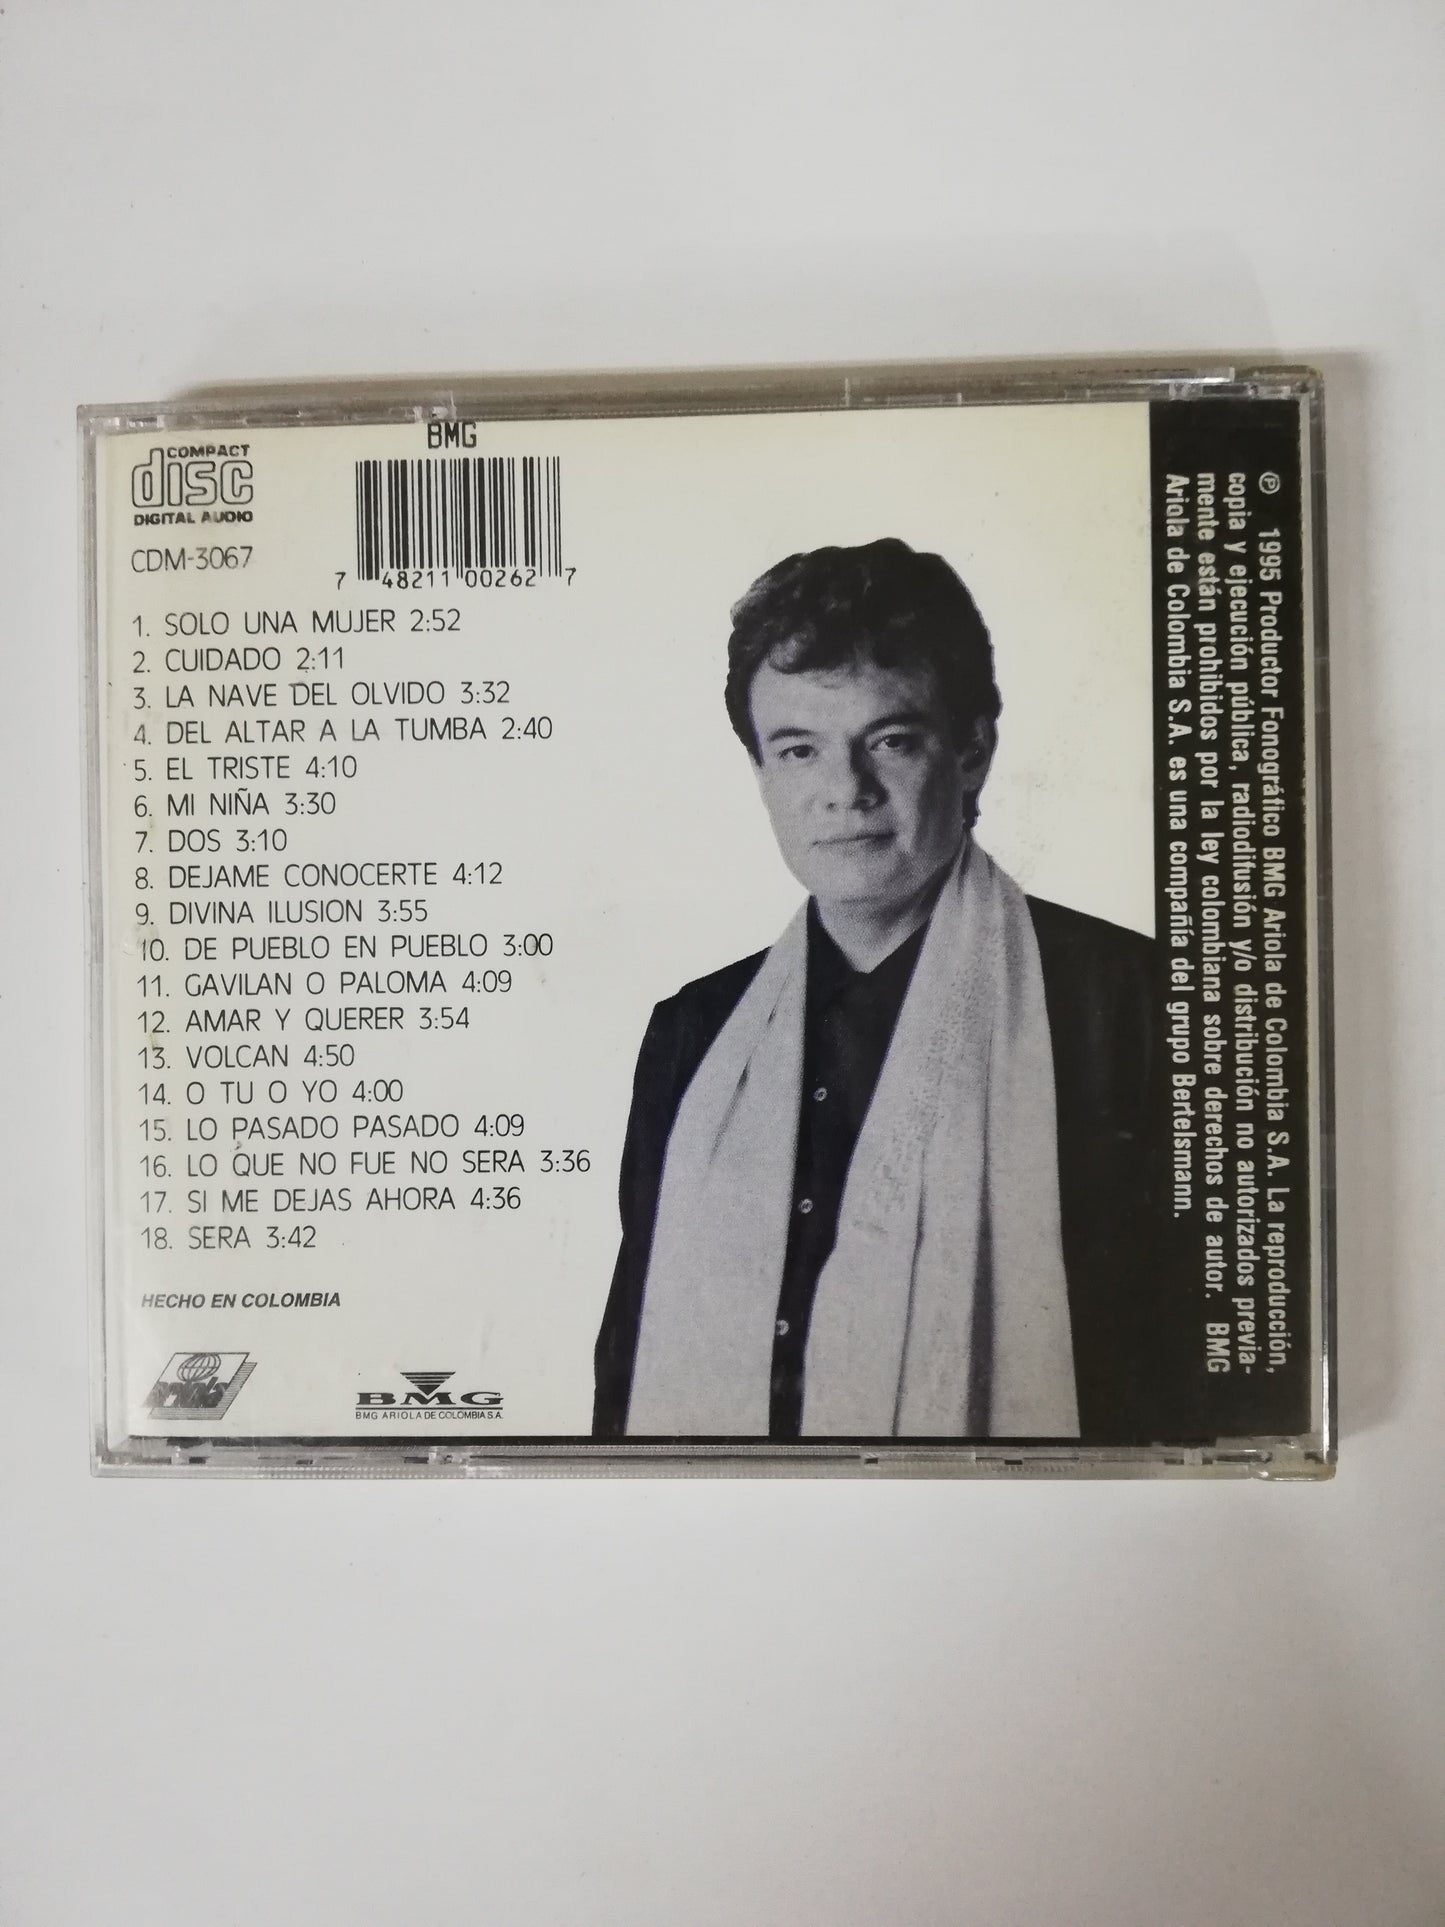 COMPACT
disc
DIGITAL AUDIO
CDM-3067
BMG
7 48211 00262 7
1. SOLO UNA MUJER 2:52
2. CUIDADO 2:11
3. LA NAVE DEL OLVIDO 3:32
4. DEL ALTAR A LA TUMBA 2:40
5. EL TRISTE 4:10
6. MI NIÑA 3:30
7. DOS 3:10
8. DEJAME CONOCERTE 4:12
9. DIVINA ILUSION 3:55
10. DE PUEBLO EN PUEBLO 3:00
11. GAVILAN O PALOMA 4:09
12. AMAR Y QUERER 3:54
13. VOLCAN 4:50
14. O TU O YO 4:00
15. LO PASADO PASADO 4:09
16. LO QUE NO FUE NO SERA 3:36
17. SI ME DEJAS AHORA 4:36
18. SERA 3:42
HECHO EN COLOMBIA
ariola
BMG
BMG ARIOLA DE COLOMBIA S.A.
℗ 1995 Productor Fonográfico BMG Ariola de Colombia S.A. La reproducción,
copia y ejecución pública, radiodifusión y/o distribución no autorizados previa-
mente están prohibidos por la ley colombiana sobre derechos de autor. BMG
Ariola de Colombia S.A. es una compañía del grupo Bertelsmann.